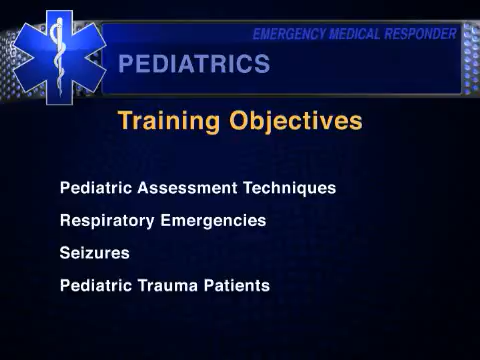 EMERGENCY MEDICAL RESPONDER
PEDIATRICS
Training Objectives
Pediatric Assessment Techniques
Respiratory Emergencies
Seizures
Pediatric Trauma Patients